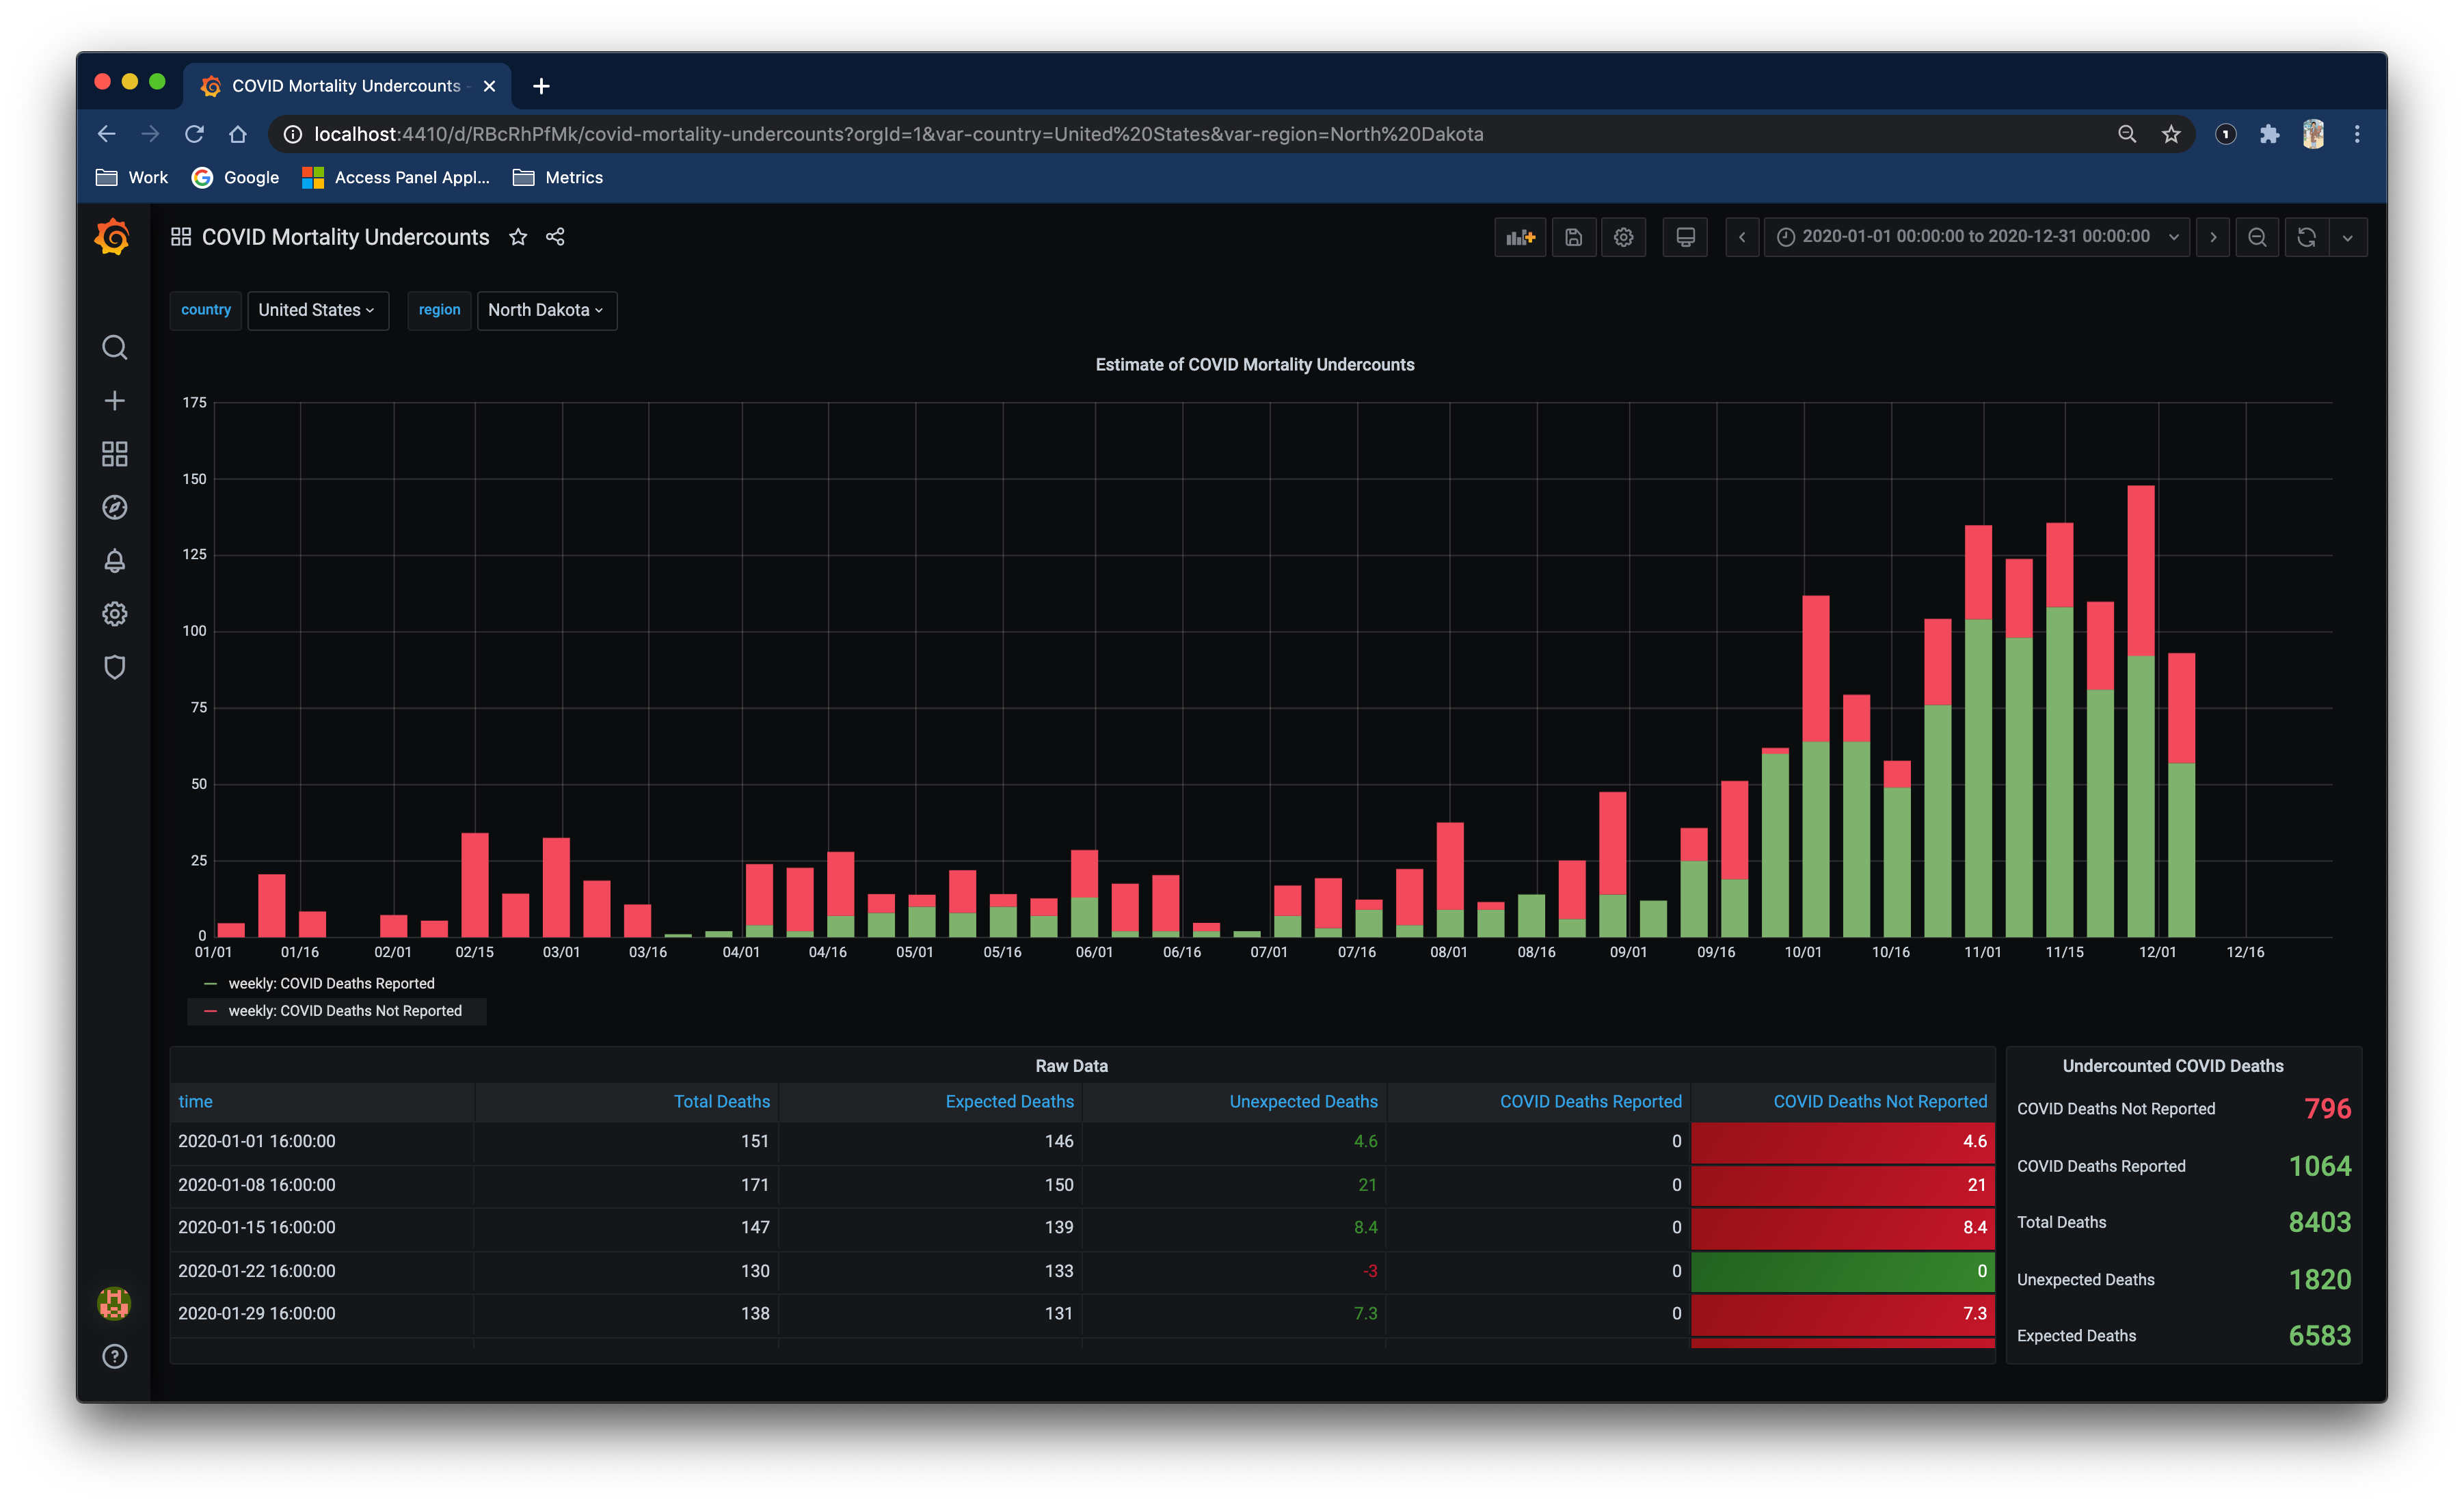 COVID Mortality Undercounts -
localhost:4410/d/RBcRhPfMk/covid-mortality-undercounts?orgId=1&var-country=United%20States&var-region=North%20Dakota
1
Work Google Access Panel Appl... Metrics
COVID Mortality Undercounts
2020-01-01 00:00:00 to 2020-12-31 00:00:00
country United States region North Dakota
Estimate of COVID Mortality Undercounts
175
150
125
100
75
50
25
0
01/01 01/16 02/01 02/15 03/01 03/16 04/01 04/16 05/01 05/16 06/01 06/16 07/01 07/16 08/01 08/16 09/01 09/16 10/01 10/16 11/01 11/15 12/01 12/16
weekly: COVID Deaths Reported
weekly: COVID Deaths Not Reported
Raw Data
time Total Deaths Expected Deaths Unexpected Deaths COVID Deaths Reported COVID Deaths Not Reported
2020-01-01 16:00:00 151 146 4.6 0 4.6
2020-01-08 16:00:00 171 150 21 0 21
2020-01-15 16:00:00 147 139 8.4 0 8.4
2020-01-22 16:00:00 130 133 -3 0 0
2020-01-29 16:00:00 138 131 7.3 0 7.3
Undercounted COVID Deaths
COVID Deaths Not Reported 796
COVID Deaths Reported 1064
Total Deaths 8403
Unexpected Deaths 1820
Expected Deaths 6583